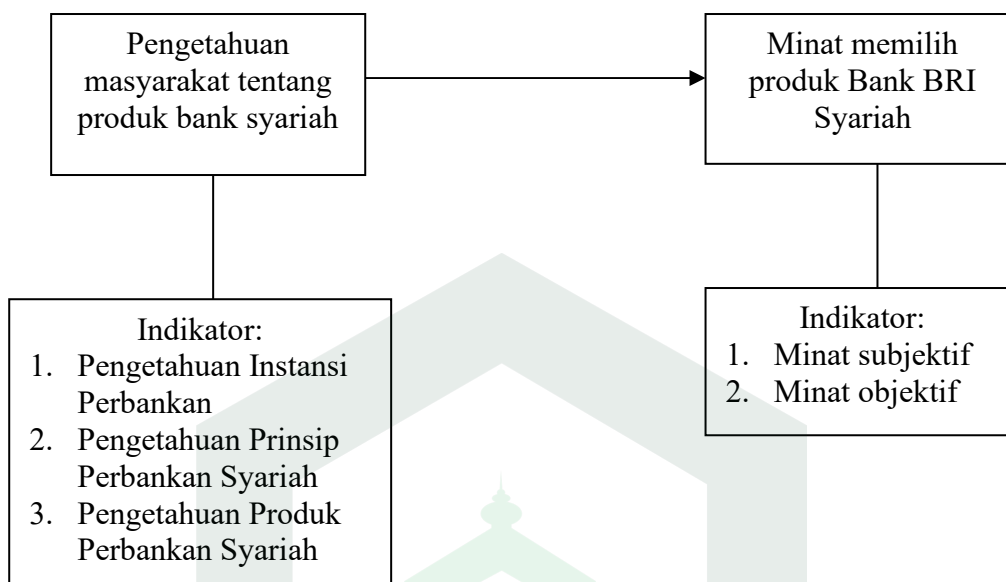 Pengetahuan
masyarakat tentang
produk bank syariah
Minat memilih
produk Bank BRI
Syariah
Indikator:
1. Pengetahuan Instansi
Perbankan
2. Pengetahuan Prinsip
Perbankan Syariah
3. Pengetahuan Produk
Perbankan Syariah
Indikator:
1. Minat subjektif
2. Minat objektif